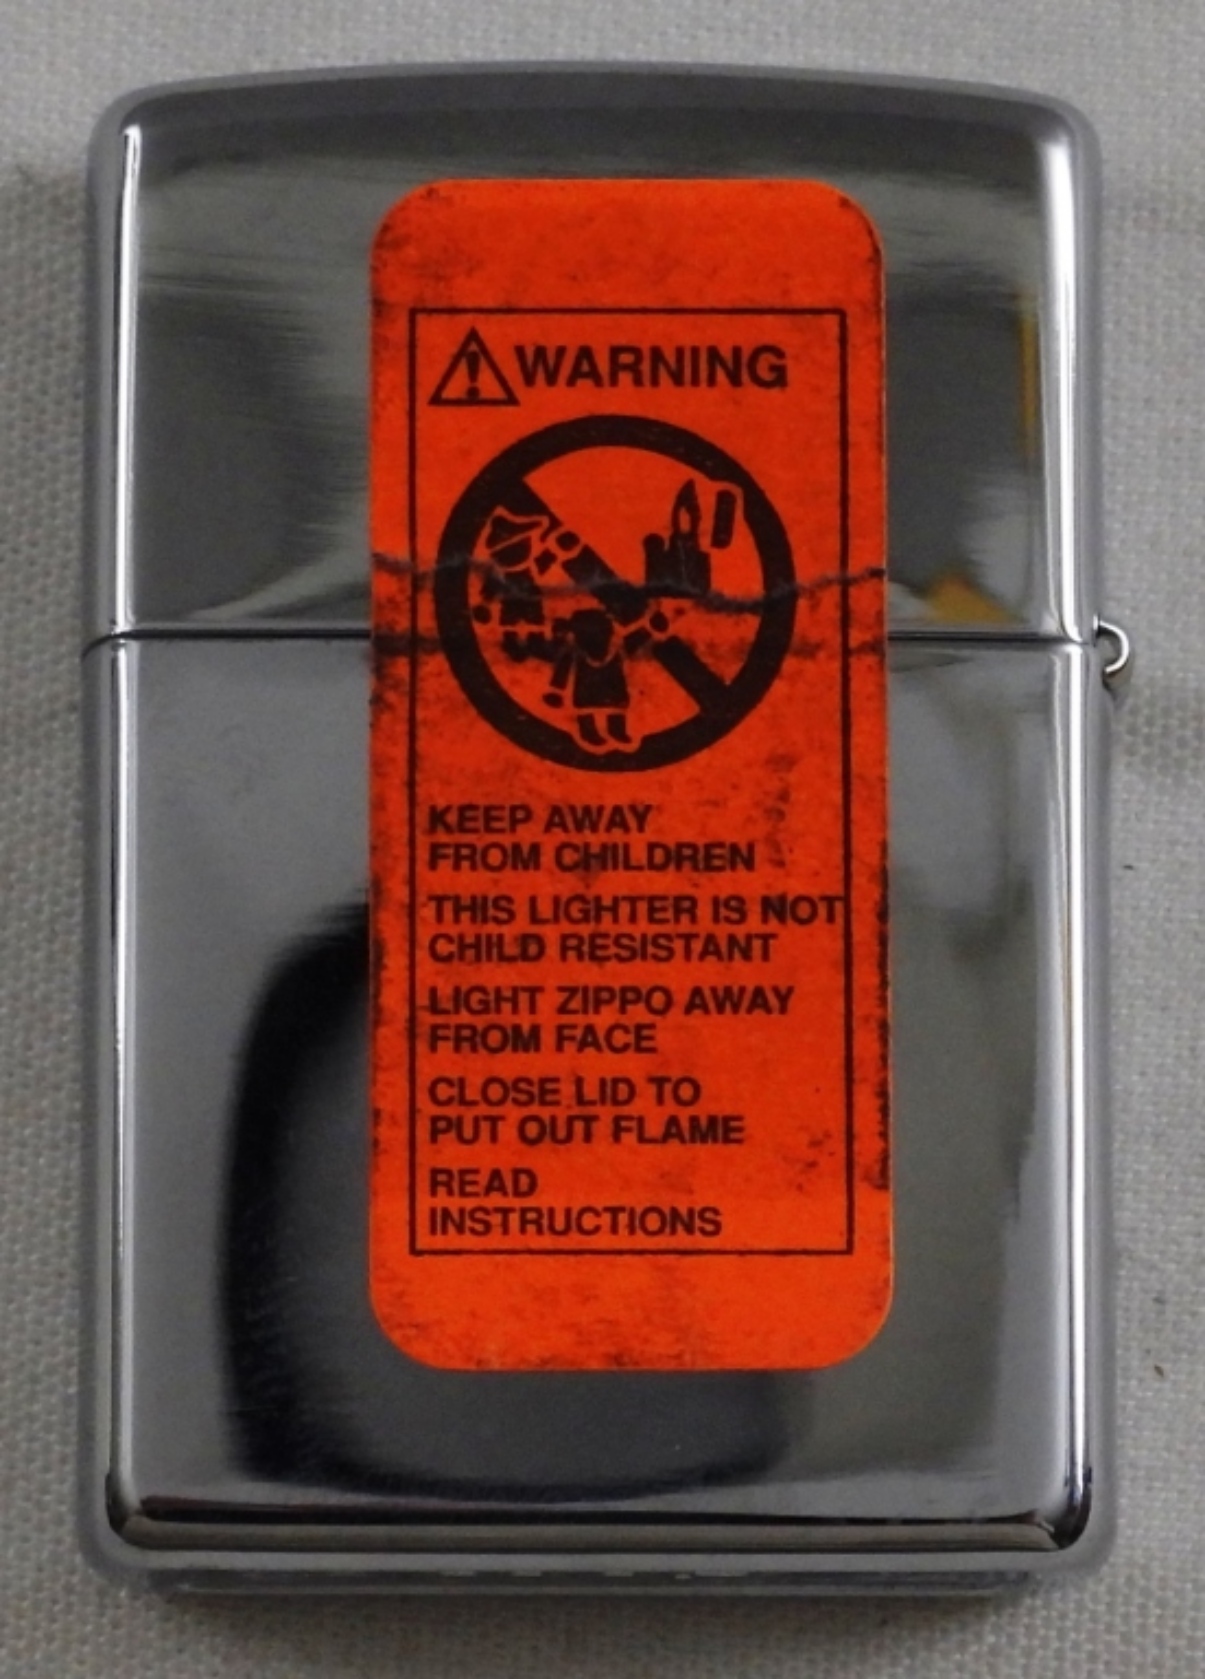 WARNING
KEEP AWAY
FROM CHILDREN
THIS LIGHTER IS NOT
CHILD RESISTANT
LIGHT ZIPPO AWAY
FROM FACE
CLOSE LID TO
PUT OUT FLAME
READ
INSTRUCTIONS